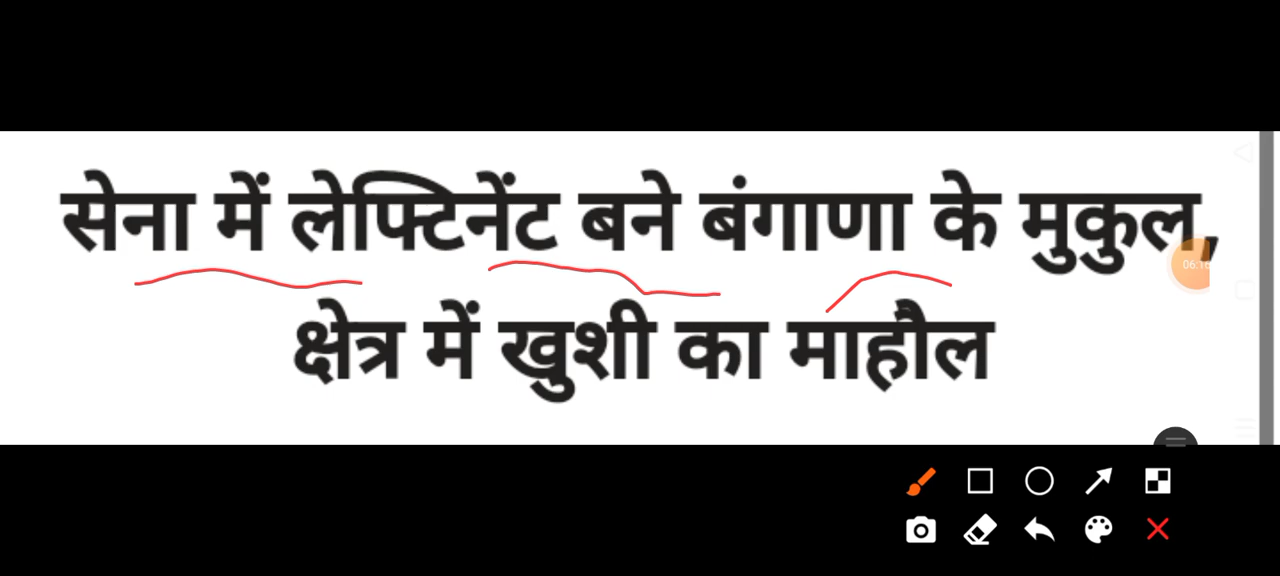 सेना में लेफ्टिनेंट बने बंगाणा के मुकुल,
क्षेत्र में खुशी का माहौल